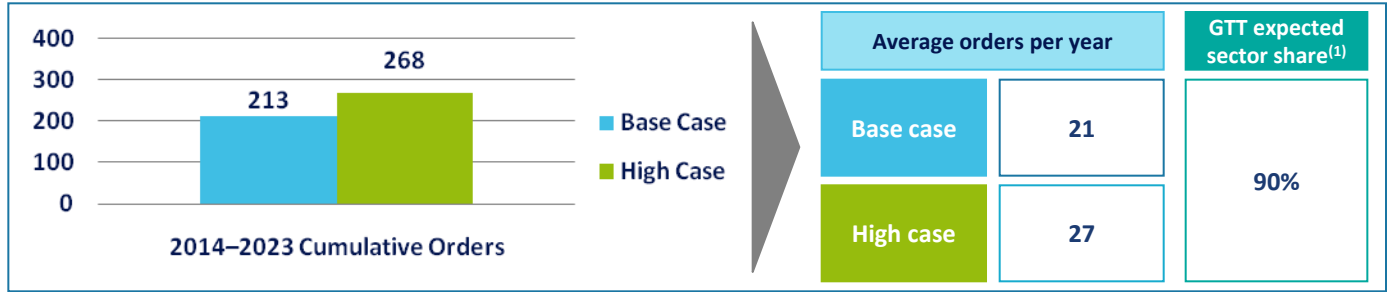 400
300
200
100
0
213
268
2014–2023 Cumulative Orders
Base Case
High Case
Average orders per year
GTT expected
sector share(1)
Base case
21
High case
27
90%